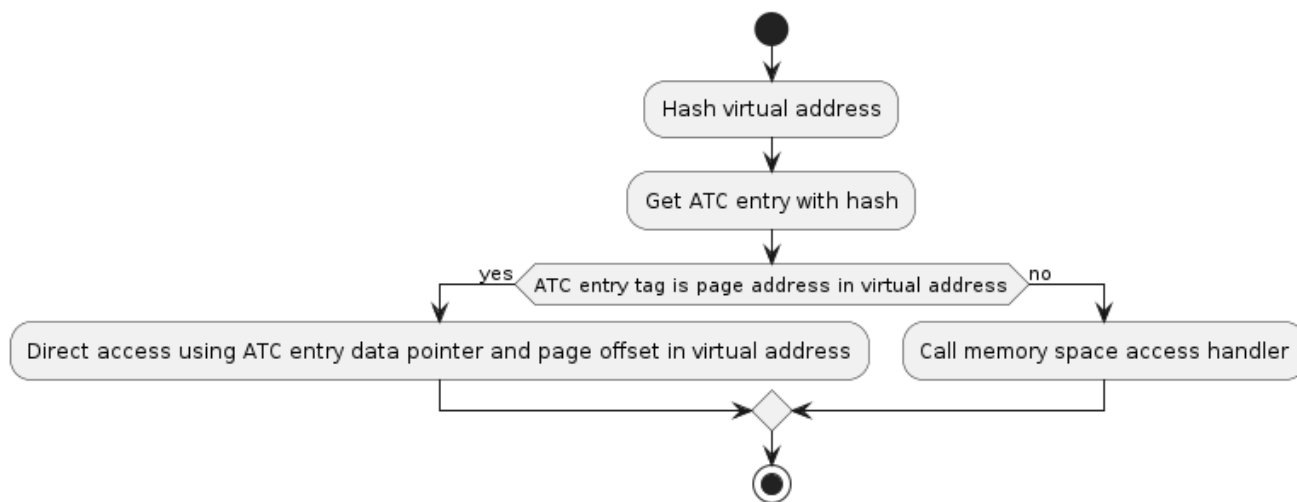 Hash virtual address
Get ATC entry with hash
yes
ATC entry tag is page address in virtual address
no
Direct access using ATC entry data pointer and page offset in virtual address
Call memory space access handler